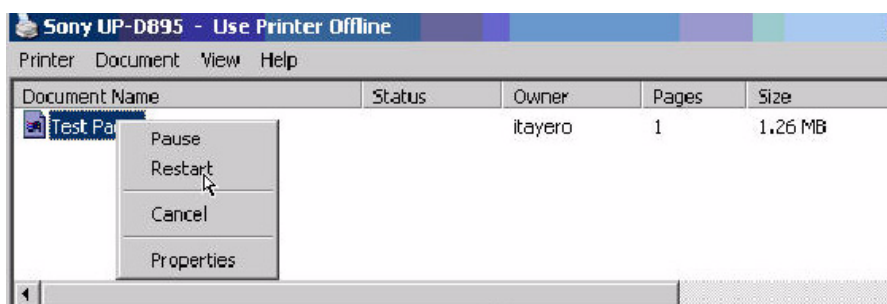 Sony UP-D895 - Use Printer Offline
Printer Document View Help
Document Name Status Owner Pages Size
Test Pa itayero 1 1.26 MB
Pause
Restart
Cancel
Properties